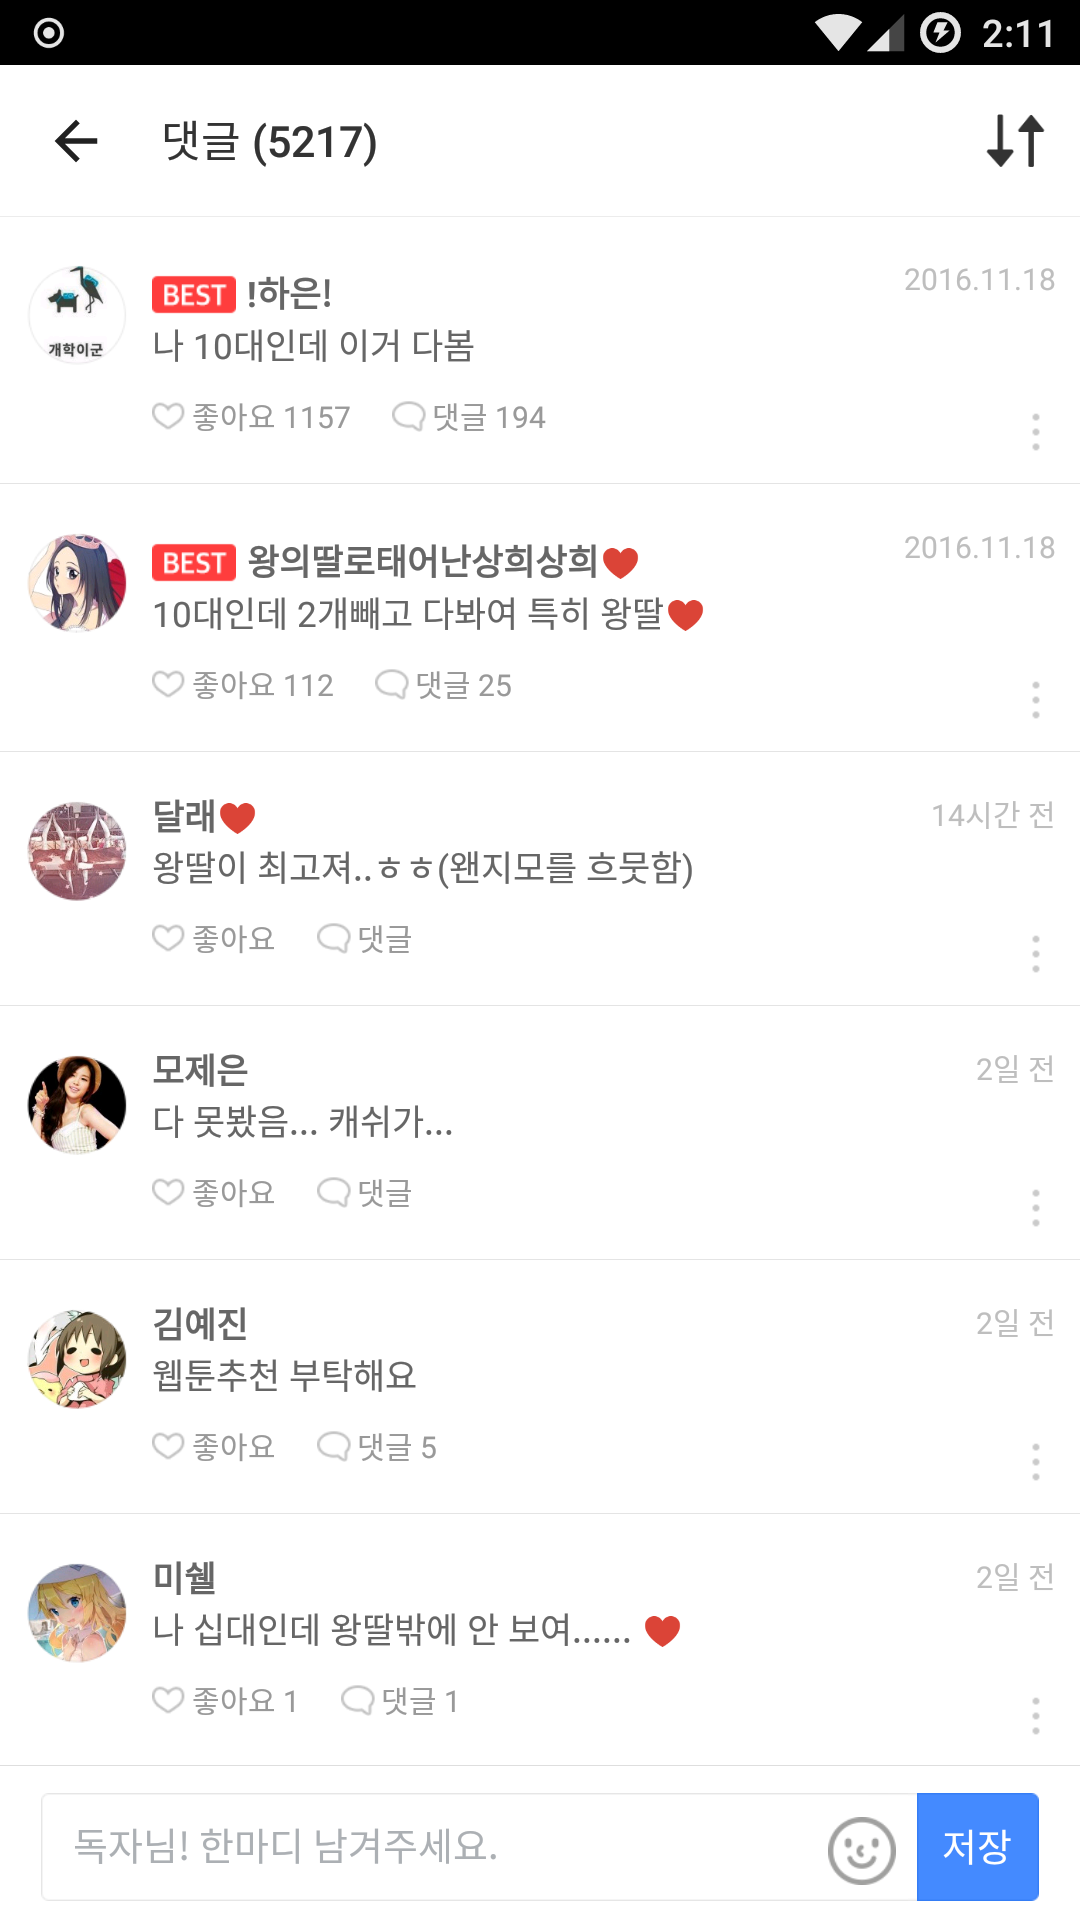 2:11
댓글 (5217)
개학이군
BEST !하은!
2016.11.18
나 10대인데 이거 다봄
좋아요 1157 댓글 194
BEST 왕의딸로태어난상희상희❤
2016.11.18
10대인데 2개빼고 다봐여 특히 왕딸❤
좋아요 112 댓글 25
달래❤
14시간 전
왕딸이 최고져..ㅎㅎ(왠지모를 흐뭇함)
좋아요 댓글
모제은
2일 전
다 못봤음... 캐쉬가...
좋아요 댓글
김예진
2일 전
웹툰추천 부탁해요
좋아요 댓글 5
미쉘
2일 전
나 십대인데 왕딸밖에 안 보여...... ❤
좋아요 1 댓글 1
독자님! 한마디 남겨주세요.
저장